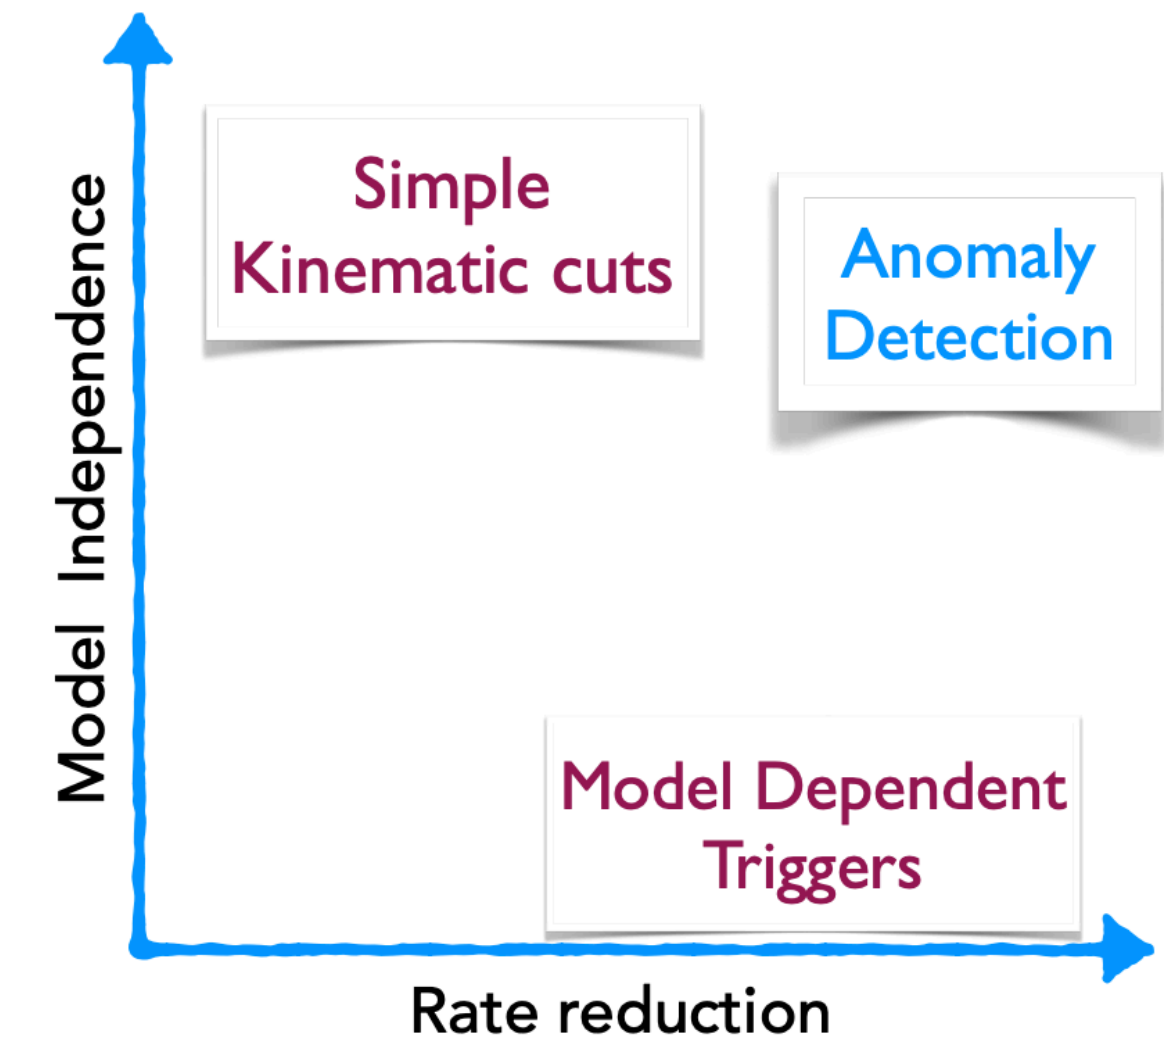 Model Independence
Simple
Kinematic cuts
Anomaly
Detection
Model Dependent
Triggers
Rate reduction